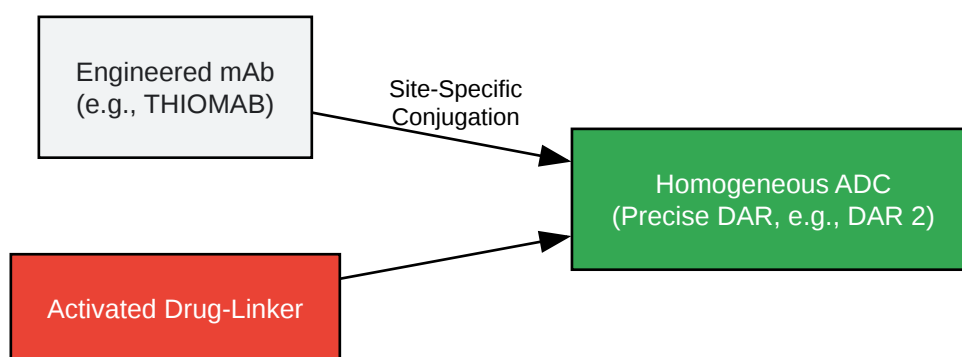 Engineered mAb
(e.g., THIOMAB)
Site-Specific
Conjugation
Homogeneous ADC
(Precise DAR, e.g., DAR 2)
Activated Drug-Linker